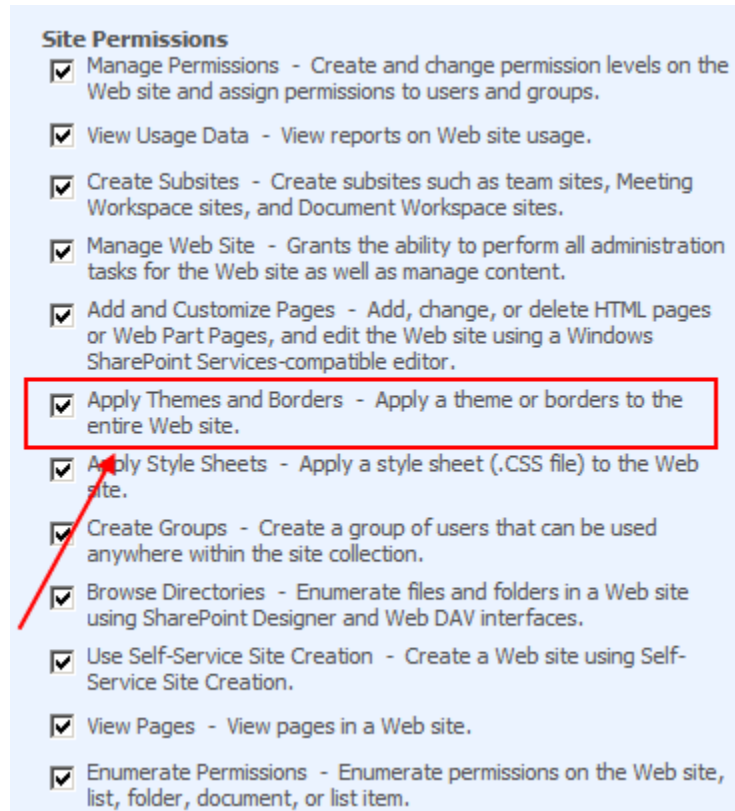 Site Permissions
Manage Permissions - Create and change permission levels on the
Web site and assign permissions to users and groups.
View Usage Data - View reports on Web site usage.
Create Subsites - Create subsites such as team sites, Meeting
Workspace sites, and Document Workspace sites.
Manage Web Site - Grants the ability to perform all administration
tasks for the Web site as well as manage content.
Add and Customize Pages - Add, change, or delete HTML pages
or Web Part Pages, and edit the Web site using a Windows
SharePoint Services-compatible editor.
Apply Themes and Borders - Apply a theme or borders to the
entire Web site.
Apply Style Sheets - Apply a style sheet (.CSS file) to the Web
site.
Create Groups - Create a group of users that can be used
anywhere within the site collection.
Browse Directories - Enumerate files and folders in a Web site
using SharePoint Designer and Web DAV interfaces.
Use Self-Service Site Creation - Create a Web site using Self-
Service Site Creation.
View Pages - View pages in a Web site.
Enumerate Permissions - Enumerate permissions on the Web site,
list, folder, document, or list item.